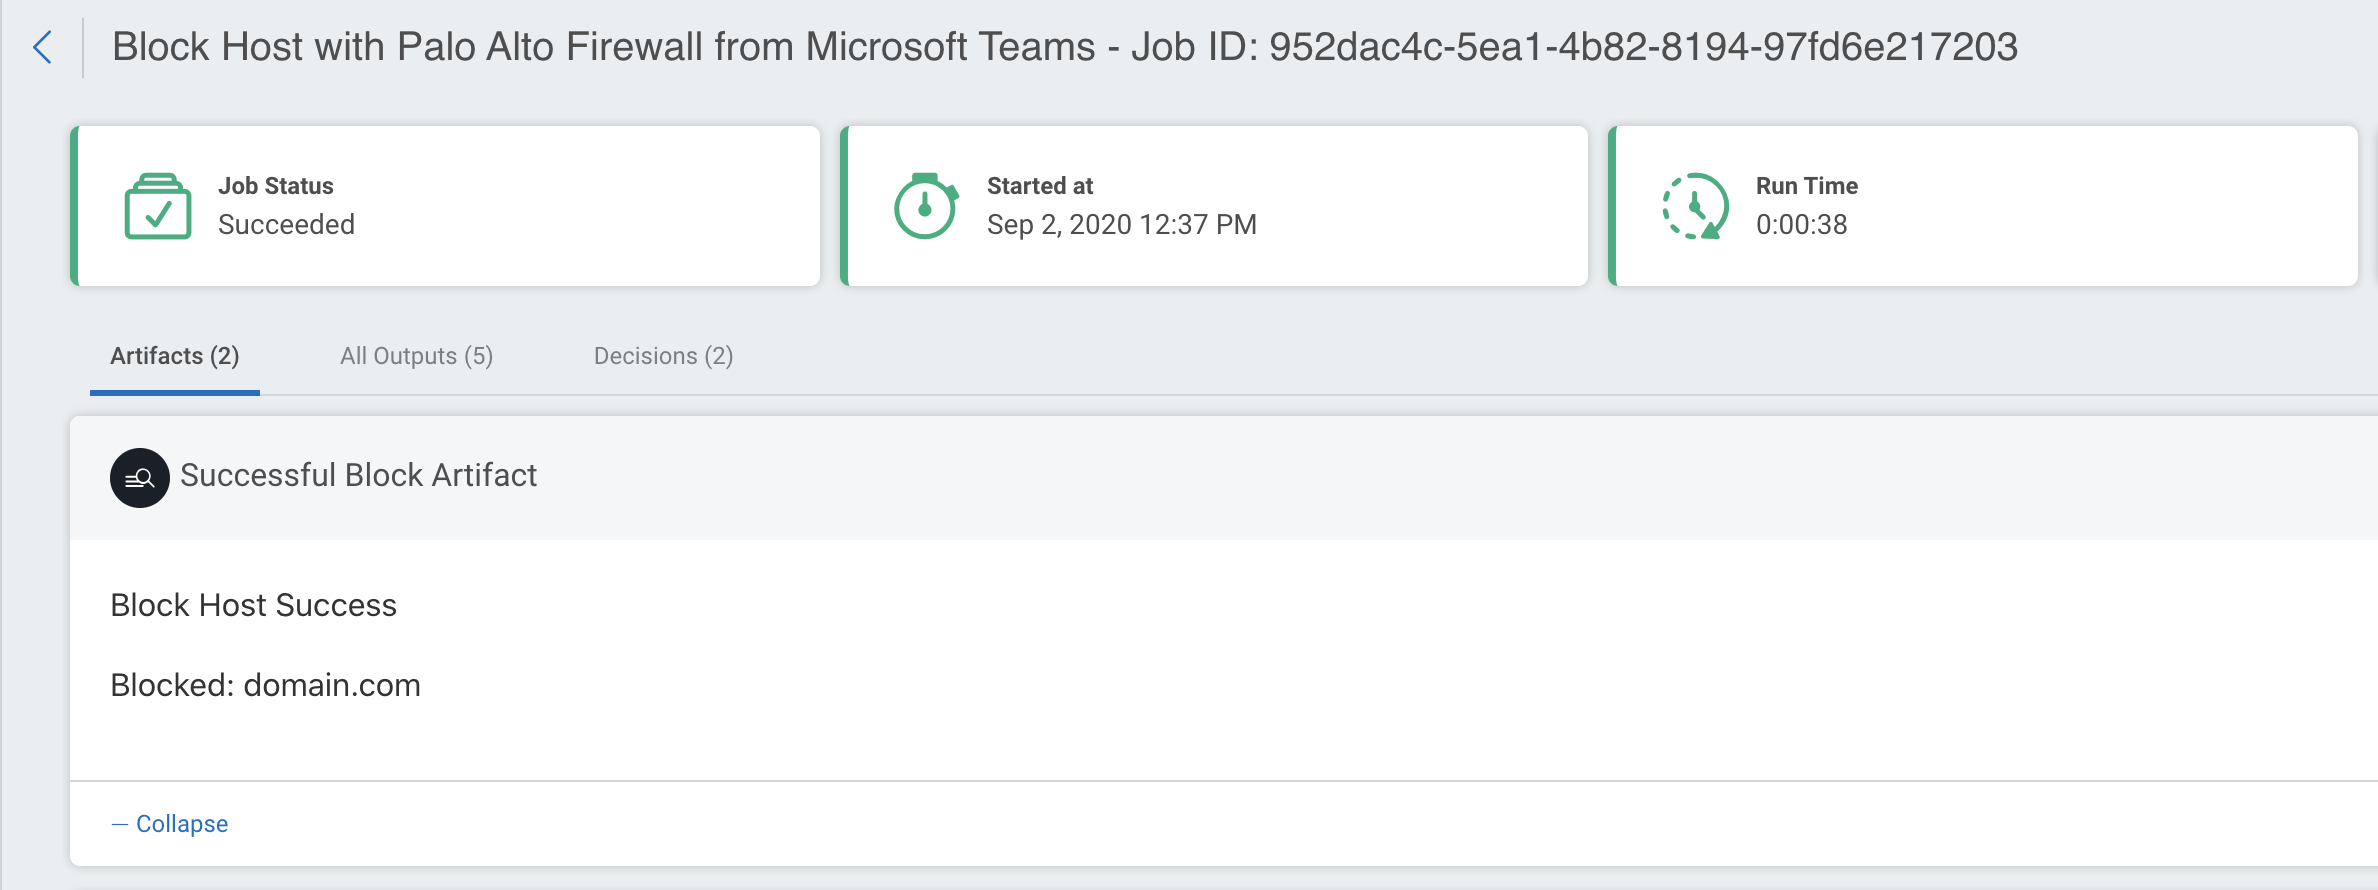 Block Host with Palo Alto Firewall from Microsoft Teams - Job ID: 952dac4c-5ea1-4b82-8194-97fd6e217203
Job Status
Succeeded
Started at
Sep 2, 2020 12:37 PM
Run Time
0:00:38
Artifacts (2)
All Outputs (5)
Decisions (2)
Successful Block Artifact
Block Host Success
Blocked: domain.com
— Collapse